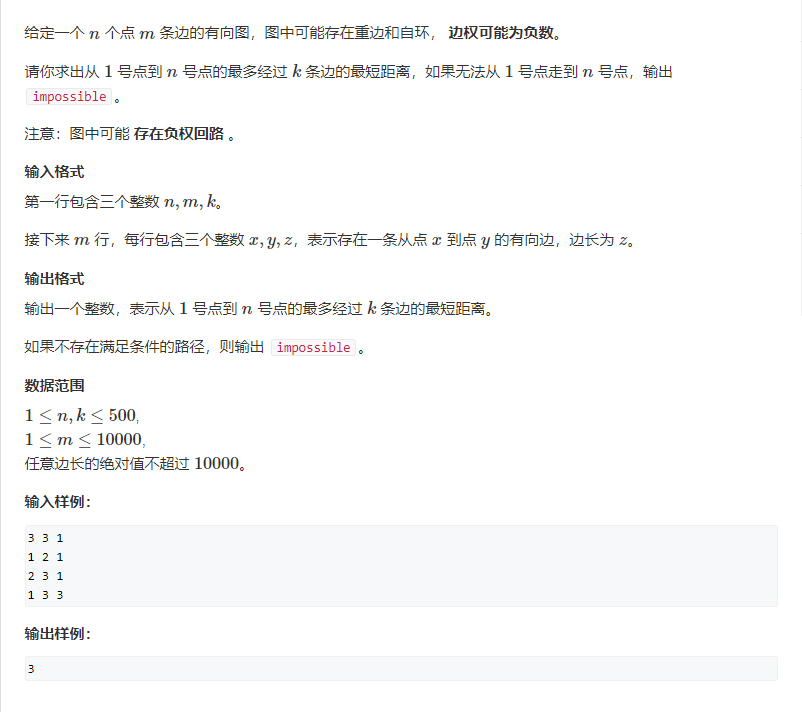 给定一个 n 个点 m 条边的有向图，图中可能存在重边和自环， 边权可能为负数。
请你求出从 1 号点到 n 号点的最多经过 k 条边的最短距离，如果无法从 1 号点走到 n 号点，输出
impossible 。
注意：图中可能 存在负权回路 。
输入格式
第一行包含三个整数 n, m, k。
接下来 m 行，每行包含三个整数 x, y, z，表示存在一条从点 x 到点 y 的有向边，边长为 z。
输出格式
输出一个整数，表示从 1 号点到 n 号点的最多经过 k 条边的最短距离。
如果不存在满足条件的路径，则输出 impossible 。
数据范围
1 ≤ n, k ≤ 500,
1 ≤ m ≤ 10000,
任意边长的绝对值不超过 10000。
输入样例：
3 3 1
1 2 1
2 3 1
1 3 3
输出样例：
3